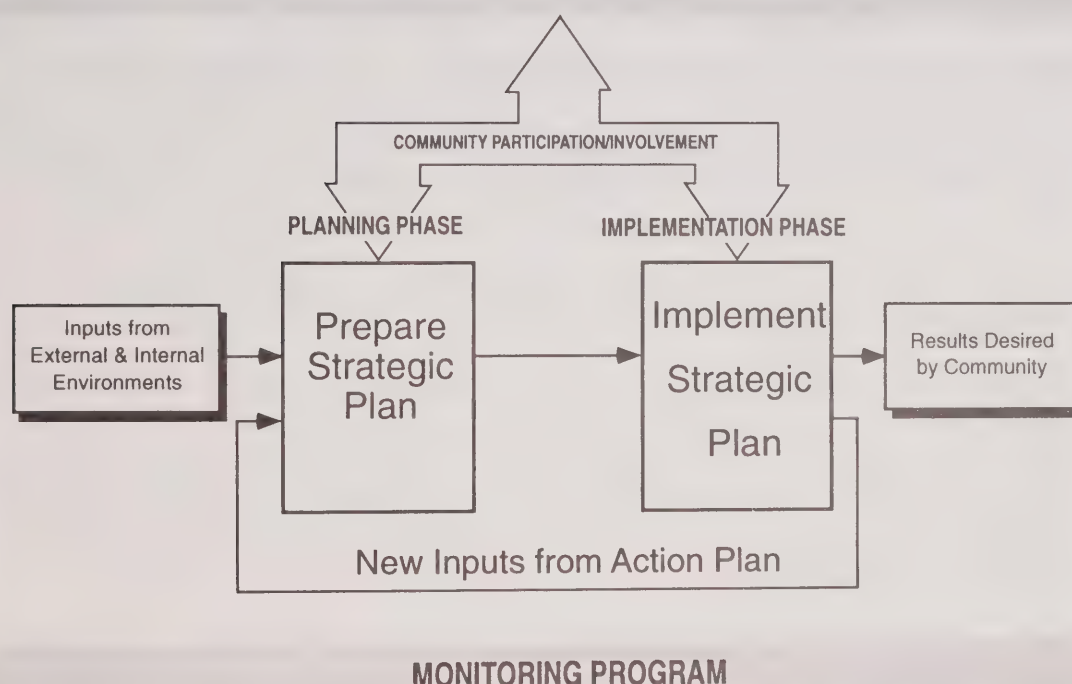 COMMUNITY PARTICIPATION/INVOLVEMENT
PLANNING PHASE
IMPLEMENTATION PHASE
Inputs from
External & Internal
Environments
Prepare
Strategic
Plan
Implement
Strategic
Plan
Results Desired
by Community
New Inputs from Action Plan
MONITORING PROGRAM